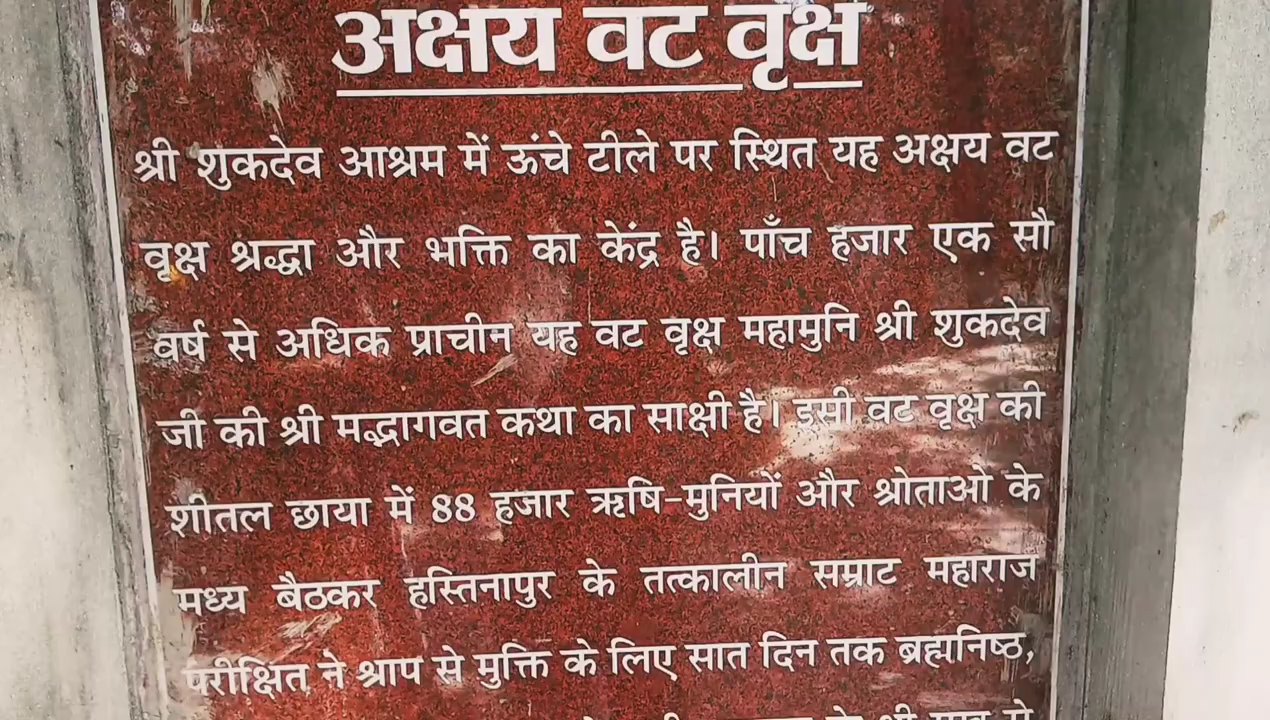 अक्षय वट वृक्ष
श्री शुकदेव आश्रम में ऊंचे टीले पर स्थित यह अक्षय वट
वृक्ष श्रद्धा और भक्ति का केंद्र है। पाँच हजार एक सौ
वर्ष से अधिक प्राचीन यह वट वृक्ष महामुनि श्री शुकदेव
जी की श्री मद्भागवत कथा का साक्षी है। इसी वट वृक्ष की
शीतल छाया में 88 हजार ऋषि-मुनियों और श्रोताओ के
मध्य बैठकर हस्तिनापुर के तत्कालीन सम्राट महाराज
परीक्षित ने श्राप से मुक्ति के लिए सात दिन तक ब्रह्मनिष्ठ,